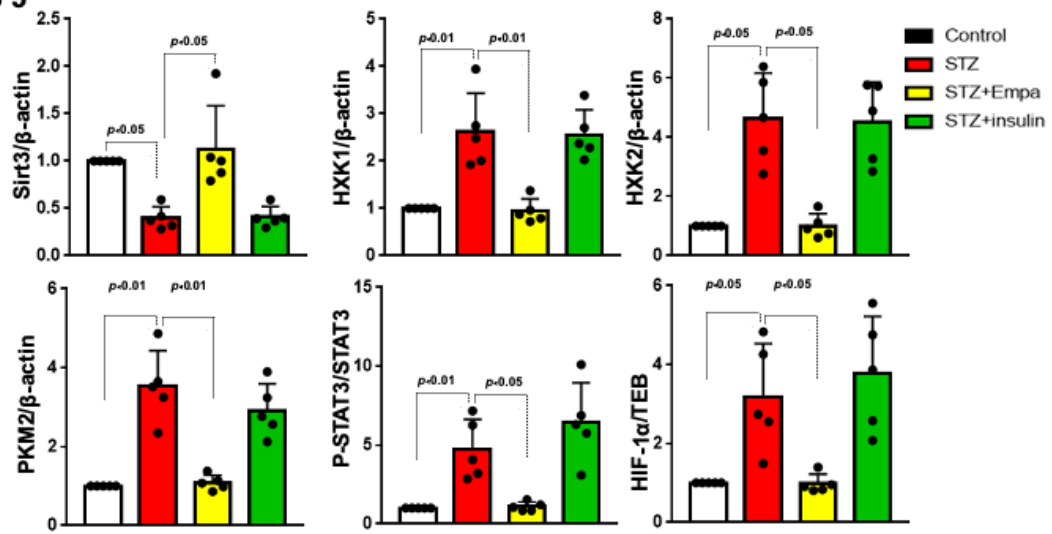 2.5
2.0
1.5
1.0
0.5
0.0
Sirt3/β-actin
p<0.05
p<0.05
5
4
3
2
1
0
HXK1/β-actin
p<0.01
p<0.01
8
6
4
2
0
HXK2/β-actin
p<0.05
p<0.05
Control
STZ
STZ+Empa
STZ+insulin
6
4
2
0
PKM2/β-actin
p<0.01
p<0.01
15
10
5
0
P-STAT3/STAT3
p<0.01
p<0.05
6
4
2
0
HIF-1α/TEB
p<0.05
p<0.05